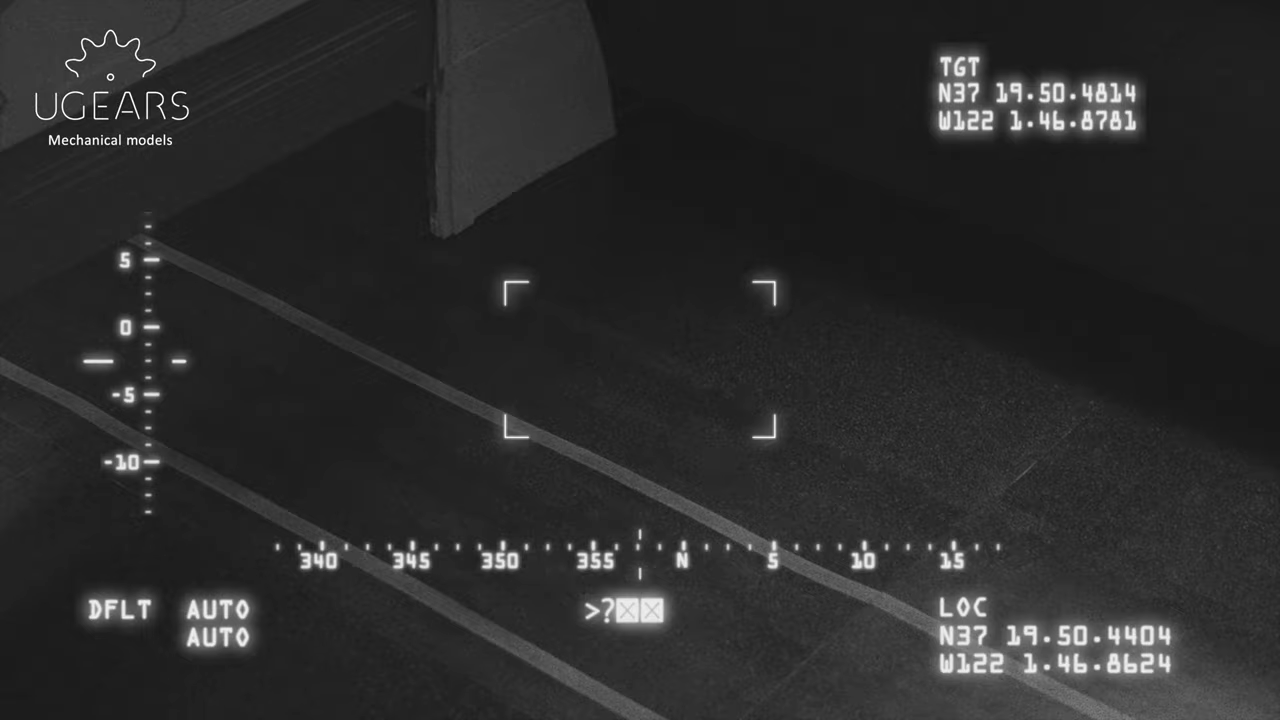 UGEARS
Mechanical models
TGT
N37 19.50.4814
W122 1.46.8781
5
0
-5
-10
340 345 350 355 N 5 10 15
DFLT AUTO
AUTO
>?
LOC
N37 19.50.4404
W122 1.46.8624